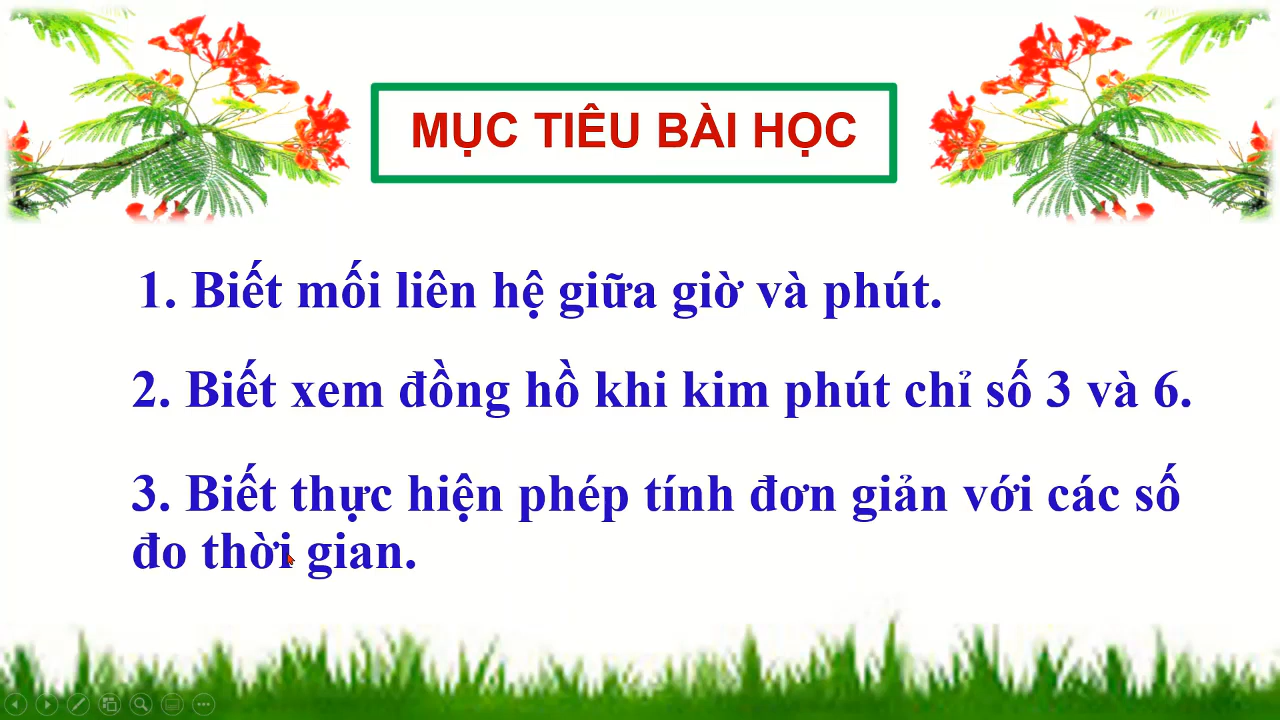 MỤC TIÊU BÀI HỌC
1. Biết mối liên hệ giữa giờ và phút.
2. Biết xem đồng hồ khi kim phút chỉ số 3 và 6.
3. Biết thực hiện phép tính đơn giản với các số
đo thời gian.